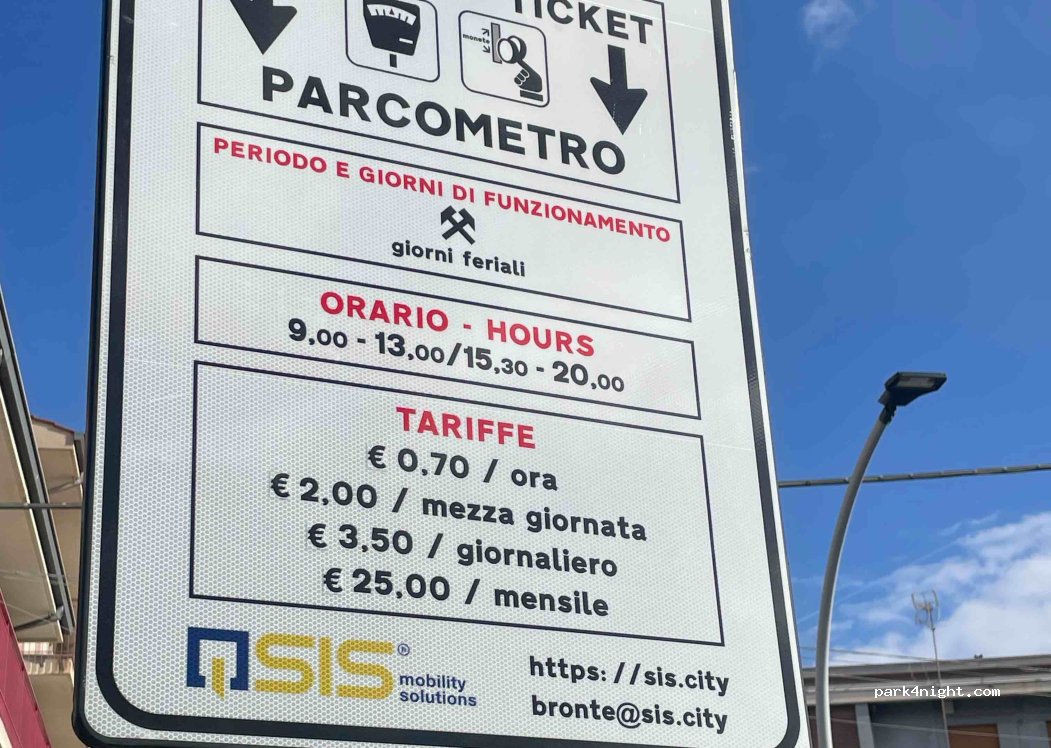 TICKET
monete
PARCOMETRO
PERIODO E GIORNI DI FUNZIONAMENTO
giorni feriali
ORARIO - HOURS
9,00 - 13,00/15,30 - 20,00
TARIFFE
€ 0,70 / ora
€ 2,00 / mezza giornata
€ 3,50 / giornaliero
€ 25,00 / mensile
SIS®
mobility
solutions
https://sis.city
bronte@sis.city
park4night.com